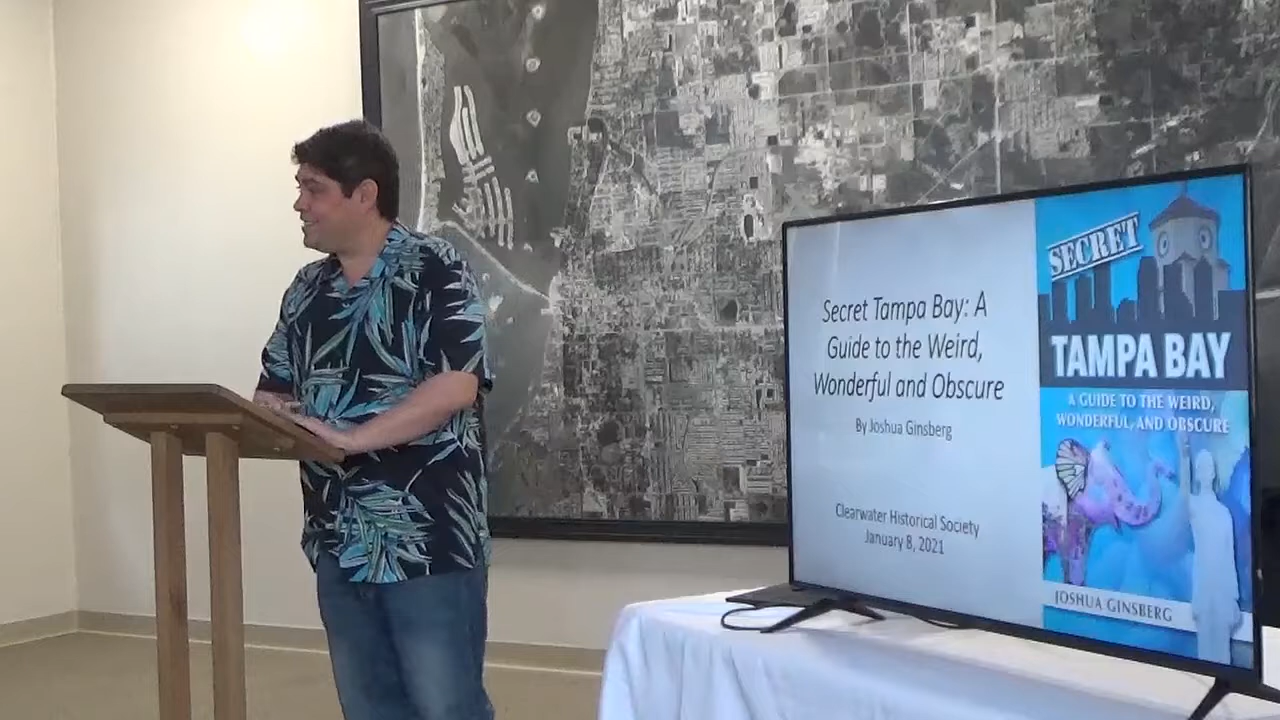 Secret Tampa Bay: A
Guide to the Weird,
Wonderful and Obscure
By Joshua Ginsberg
Clearwater Historical Society
January 8, 2021
SECRET
TAMPA BAY
A GUIDE TO THE WEIRD,
WONDERFUL, AND OBSCURE
JOSHUA GINSBERG